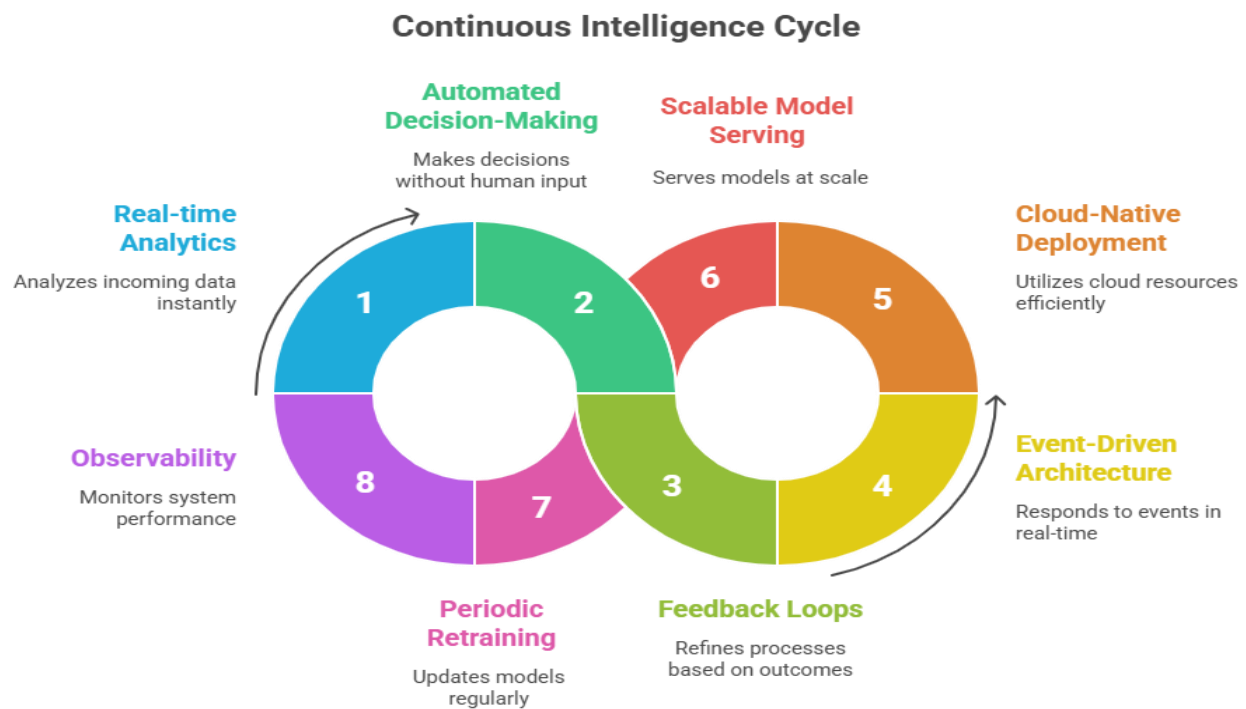 Continuous Intelligence Cycle
Automated
Decision-Making
Makes decisions
without human input
Scalable Model
Serving
Serves models at scale
Real-time
Analytics
Analyzes incoming data
instantly
Cloud-Native
Deployment
Utilizes cloud resources
efficiently
1
2
6
5
Observability
Monitors system
performance
8
7
3
4
Event-Driven
Architecture
Responds to events in
real-time
Periodic
Retraining
Updates models
regularly
Feedback Loops
Refines processes
based on outcomes